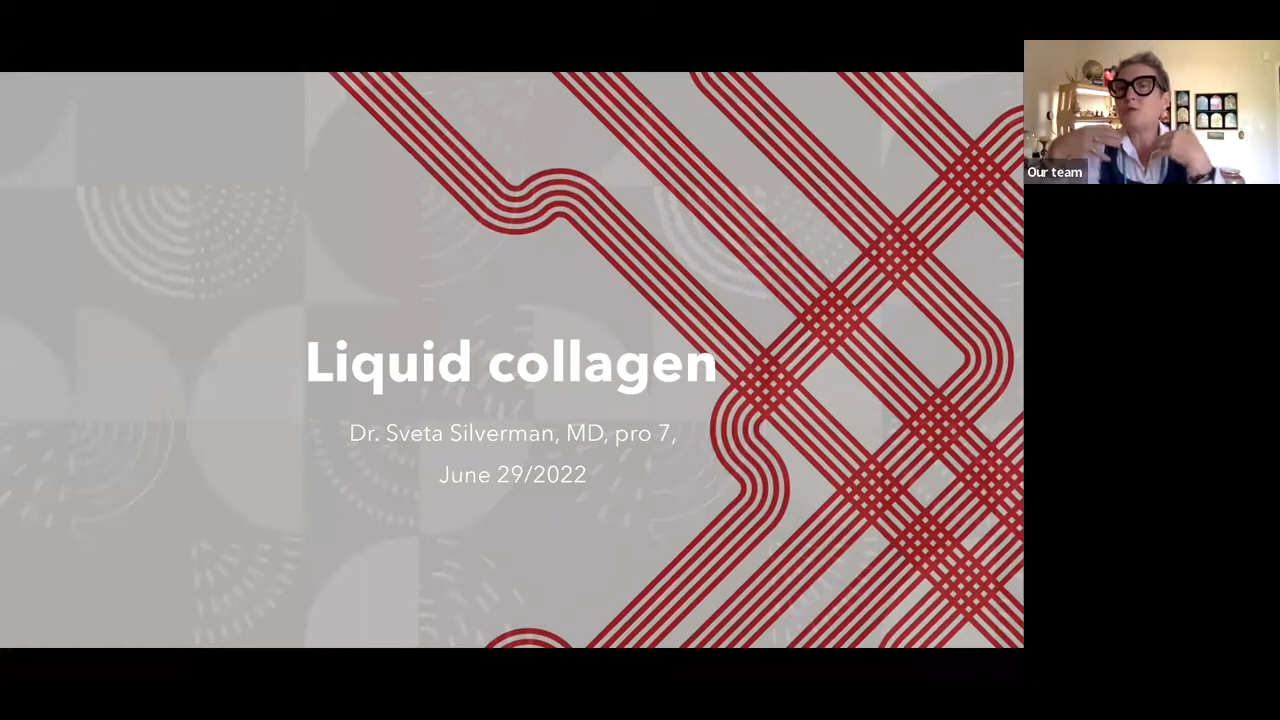 Liquid collagen
Dr. Sveta Silverman, MD, pro 7,
June 29/2022
Our team